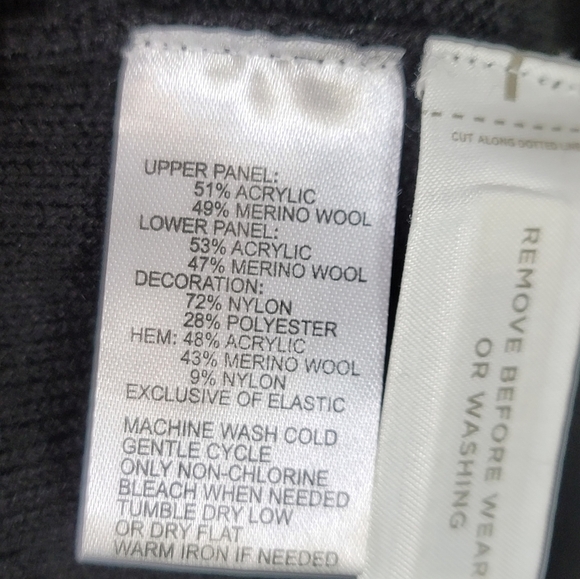 UPPER PANEL:
51% ACRYLIC
49% MERINO WOOL
LOWER PANEL:
53% ACRYLIC
47% MERINO WOOL
DECORATION:
72% NYLON
28% POLYESTER
HEM: 48% ACRYLIC
43% MERINO WOOL
9% NYLON
EXCLUSIVE OF ELASTIC
MACHINE WASH COLD
GENTLE CYCLE
ONLY NON-CHLORINE
BLEACH WHEN NEEDED
TUMBLE DRY LOW
OR DRY FLAT
WARM IRON IF NEEDED
CUT ALONG DOTTED
REMOVE BEFORE WEAR
OR WASHING